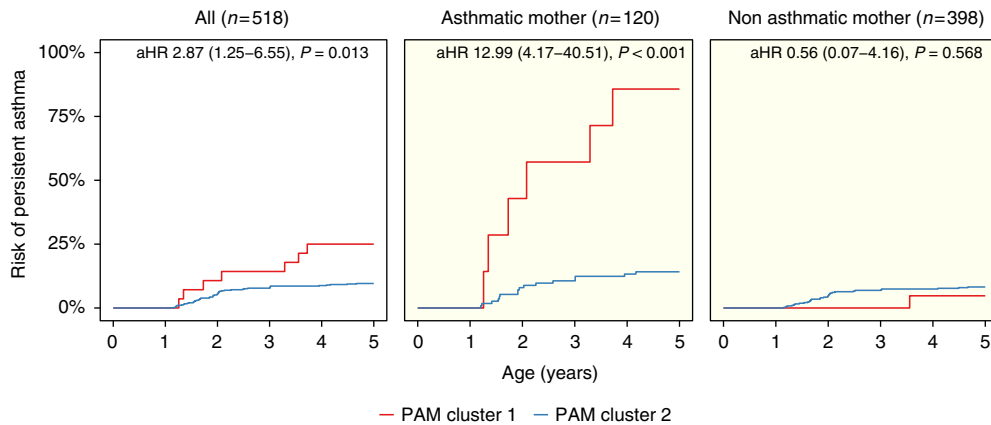 All (n=518)
Asthmatic mother (n=120)
Non asthmatic mother (n=398)
aHR 2.87 (1.25–6.55), P = 0.013
aHR 12.99 (4.17–40.51), P < 0.001
aHR 0.56 (0.07–4.16), P = 0.568
Risk of persistent asthma
100%
75%
50%
25%
0%
0 1 2 3 4 5
0 1 2 3 4 5
0 1 2 3 4 5
Age (years)
PAM cluster 1
PAM cluster 2